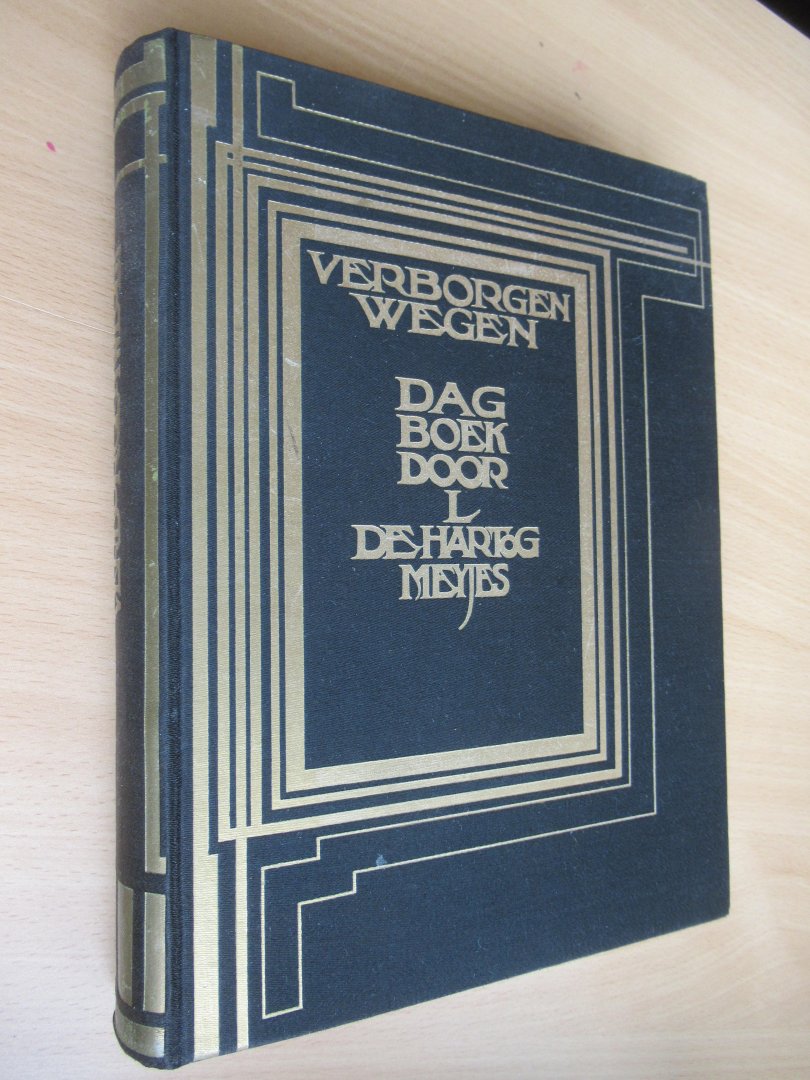 VERBORGEN
WEGEN
DAG
BOEK
DOOR
L
DE HARTOG
MEYJES